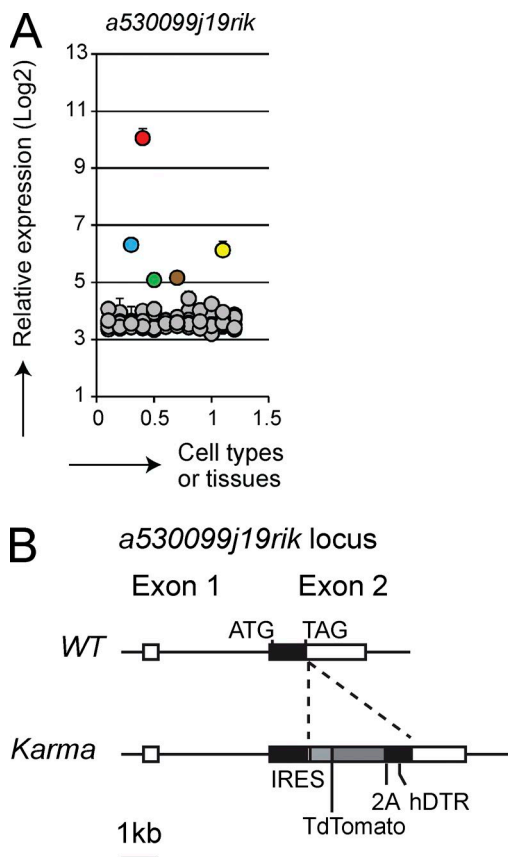 A
a530099j19rik
Relative expression (Log2)
13
11
9
7
5
3
1
0 0.5 1 1.5
Cell types
or tissues
B
a530099j19rik locus
Exon 1 Exon 2
ATG TAG
WT
Karma
IRES
2A hDTR
TdTomato
1kb